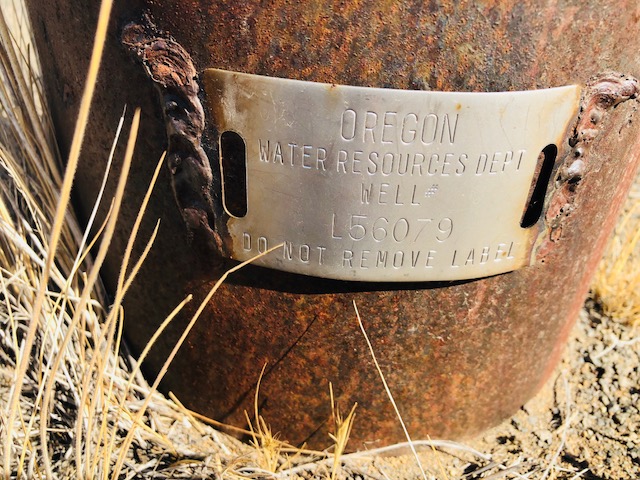 OREGON
WATER RESOURCES DEPT
WELL#
L56079
DO NOT REMOVE LABEL